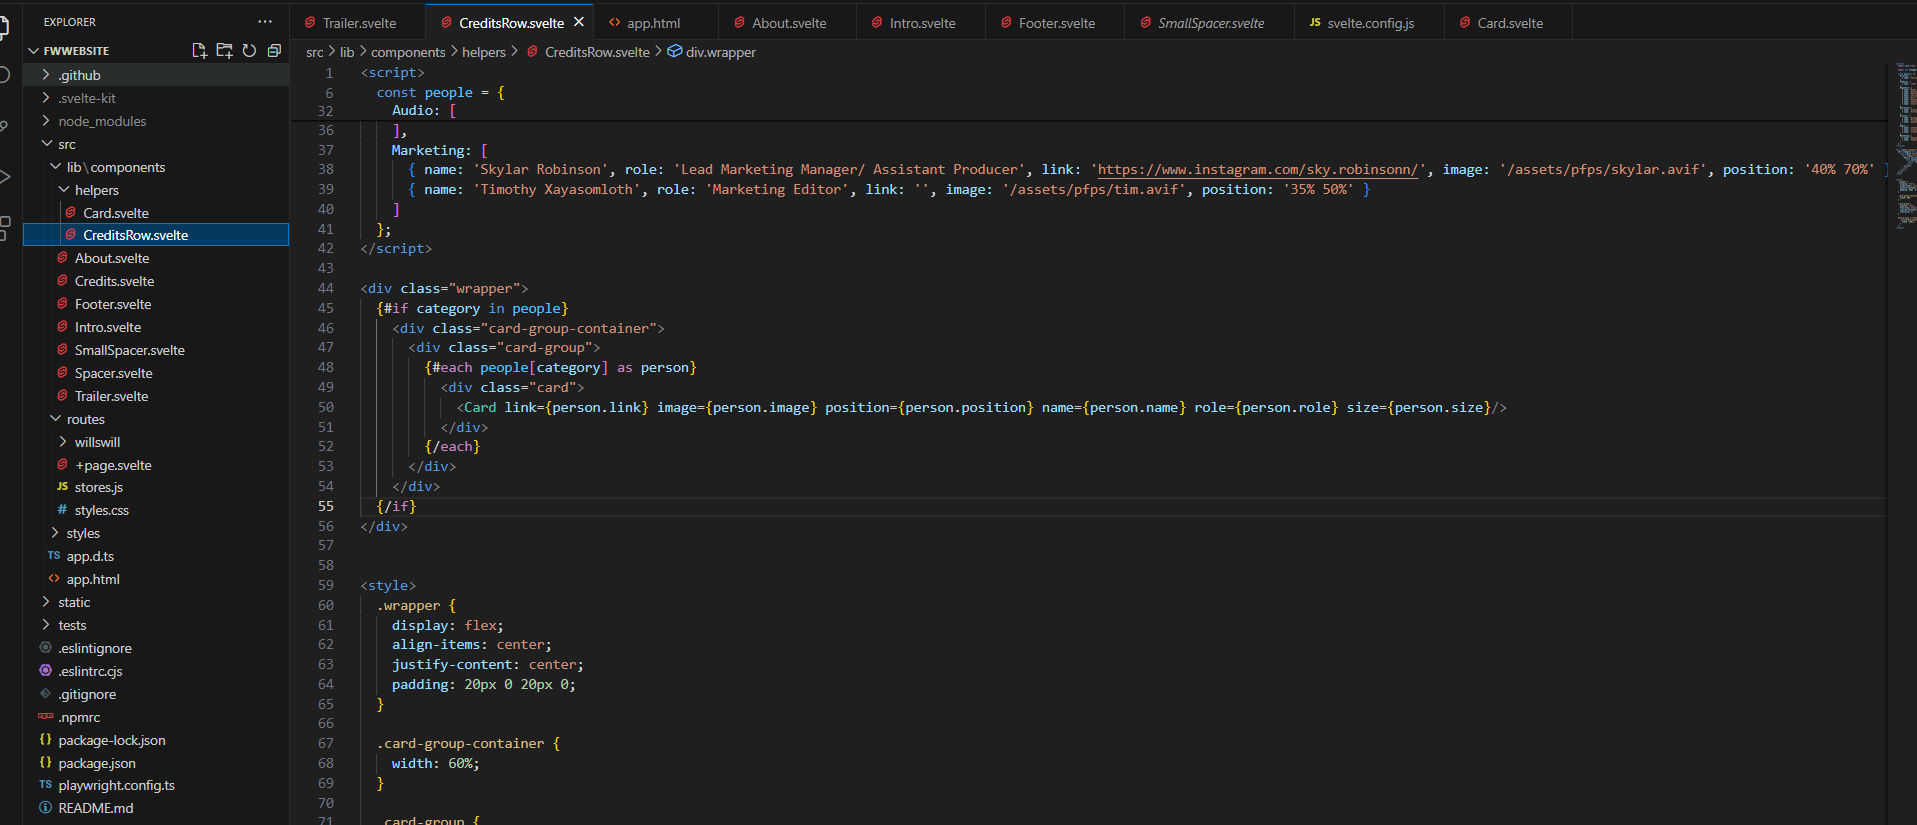 EXPLORER
FWWEBSITE
.github
.svelte-kit
node_modules
src
lib\components
helpers
Card.svelte
CreditsRow.svelte
About.svelte
Credits.svelte
Footer.svelte
Intro.svelte
SmallSpacer.svelte
Spacer.svelte
Trailer.svelte
routes
willswill
+page.svelte
JS stores.js
# styles.css
styles
TS app.d.ts
<> app.html
static
tests
.eslintignore
.eslintrc.cjs
.gitignore
.npmrc
{} package-lock.json
{} package.json
TS playwright.config.ts
README.md
Trailer.svelte CreditsRow.svelte × <> app.html About.svelte Intro.svelte Footer.svelte SmallSpacer.svelte JS svelte.config.js Card.svelte
src > lib > components > helpers > CreditsRow.svelte > div.wrapper
1 <script>
6 const people = {
32 Audio: [
36 ],
37 Marketing: [
38 { name: 'Skylar Robinson', role: 'Lead Marketing Manager/ Assistant Producer', link: 'https://www.instagram.com/sky.robinsonn/', image: '/assets/pfps/skylar.avif', position: '40% 70%' }
39 { name: 'Timothy Xayasomloth', role: 'Marketing Editor', link: '', image: '/assets/pfps/tim.avif', position: '35% 50%' }
40 ]
41 };
42 </script>
43
44 <div class="wrapper">
45 {#if category in people}
46 <div class="card-group-container">
47 <div class="card-group">
48 {#each people[category] as person}
49 <div class="card">
50 <Card link={person.link} image={person.image} position={person.position} name={person.name} role={person.role} size={person.size}/>
51 </div>
52 {/each}
53 </div>
54 </div>
55 {/if}
56 </div>
57
58
59 <style>
60 .wrapper {
61 display: flex;
62 align-items: center;
63 justify-content: center;
64 padding: 20px 0 20px 0;
65 }
66
67 .card-group-container {
68 width: 60%;
69 }
70
71 .card-group {